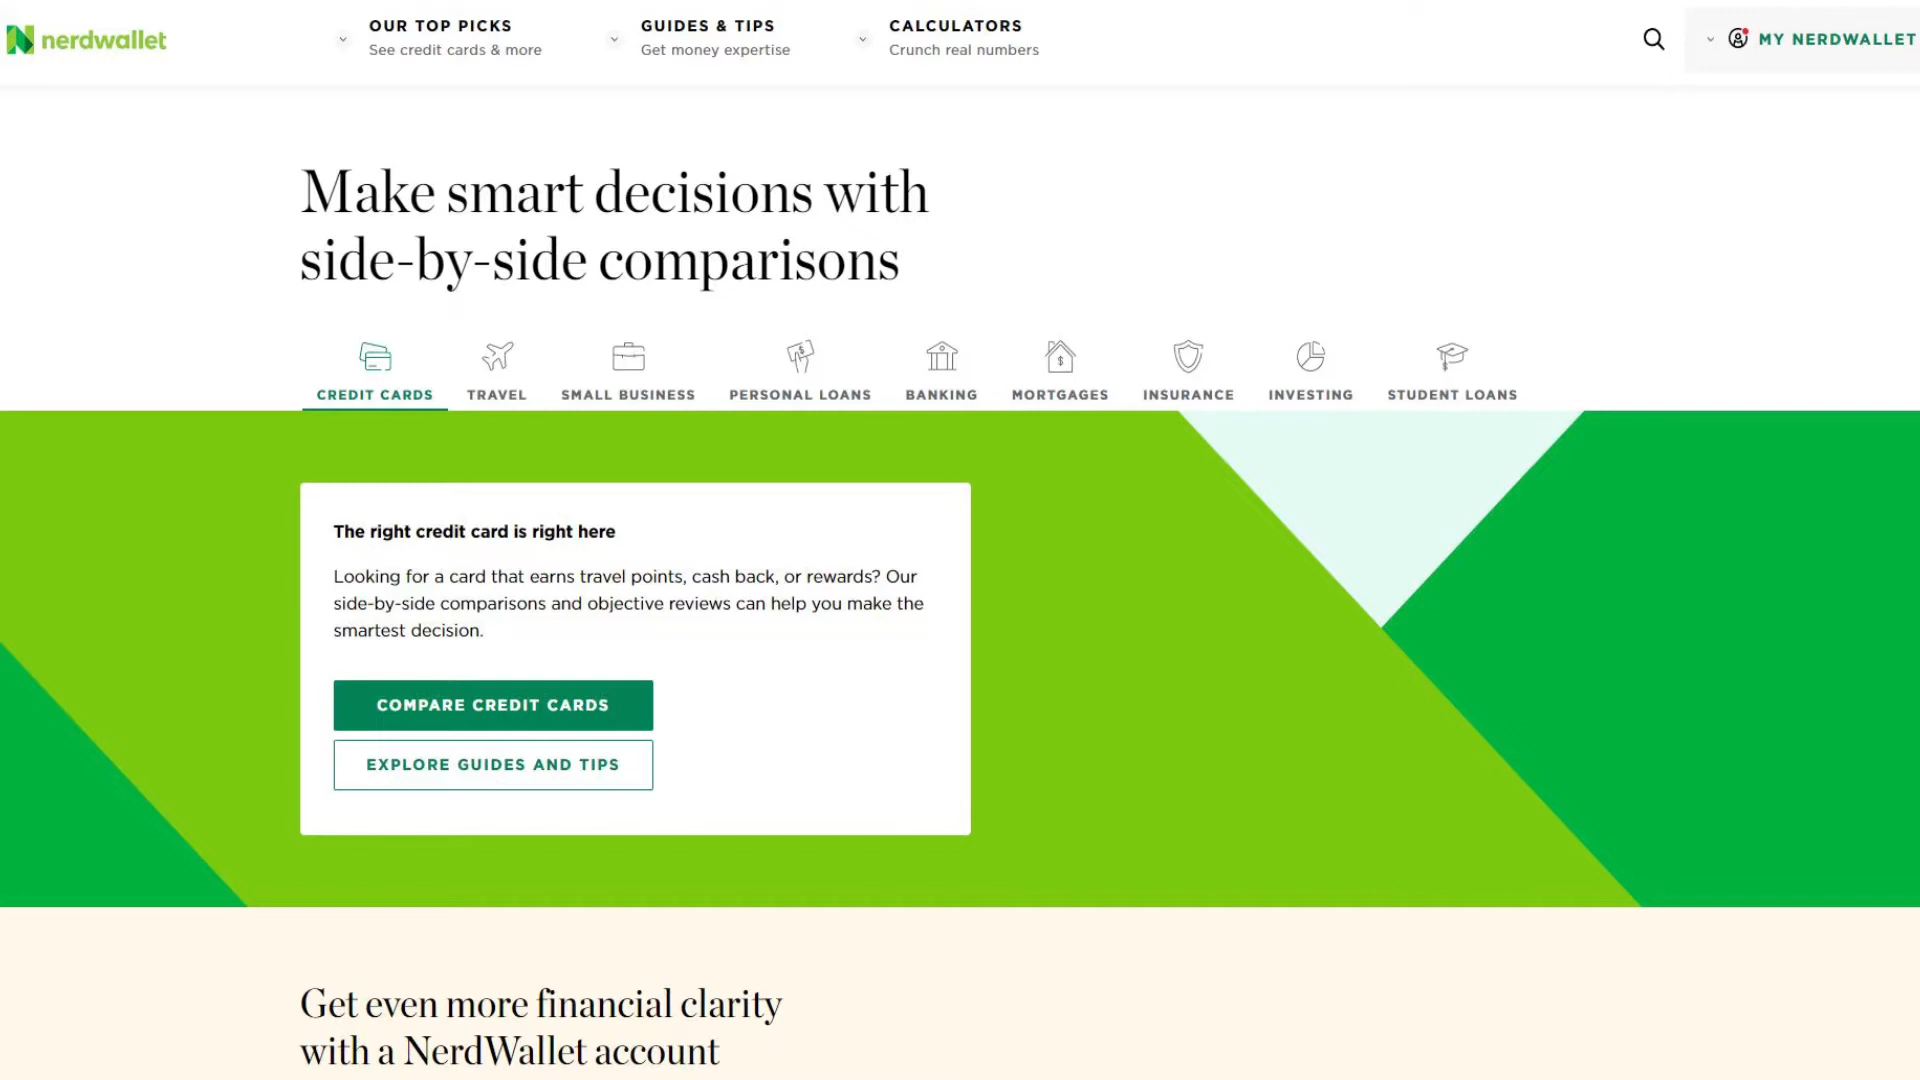 nerdwallet
OUR TOP PICKS
See credit cards & more
GUIDES & TIPS
Get money expertise
CALCULATORS
Crunch real numbers
MY NERDWALLET
Make smart decisions with
side-by-side comparisons
CREDIT CARDS
TRAVEL
SMALL BUSINESS
PERSONAL LOANS
BANKING
MORTGAGES
INSURANCE
INVESTING
STUDENT LOANS
The right credit card is right here
Looking for a card that earns travel points, cash back, or rewards? Our
side-by-side comparisons and objective reviews can help you make the
smartest decision.
COMPARE CREDIT CARDS
EXPLORE GUIDES AND TIPS
Get even more financial clarity
with a NerdWallet account